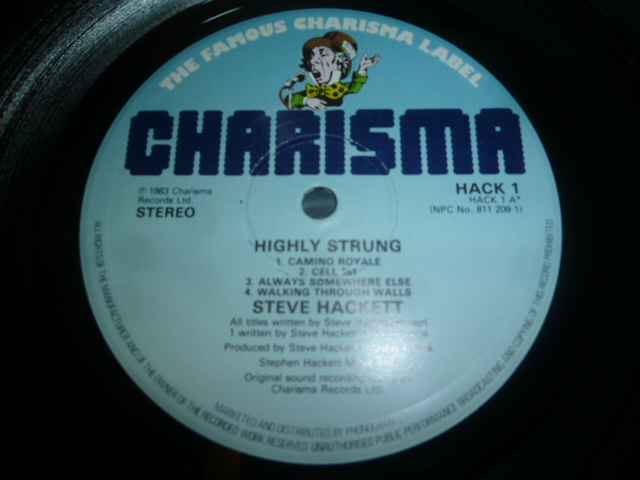 THE FAMOUS CHARISMA LABEL
CHARISMA
℗ 1983 Charisma
Records Ltd.
STEREO
HACK 1
HACK 1 A*
(NPC No. 811 209-1)
HIGHLY STRUNG
1. CAMINO ROYALE
2. CELL 151
3. ALWAYS SOMEWHERE ELSE
4. WALKING THROUGH WALLS
STEVE HACKETT
All titles written by Steve
1 written by Steve
Produced by Steve
Stephen Hackett
Original sound
Charisma Records Ltd.
ALL RIGHTS OF THE MANUFACTURER AND OF THE OWNER OF THE RECORDED WORK RESERVED. UNAUTHORISED PUBLIC PERFORMANCE BROADCASTING AND COPYING OF THIS RECORD PROHIBITED
MARKETED AND DISTRIBUTED BY